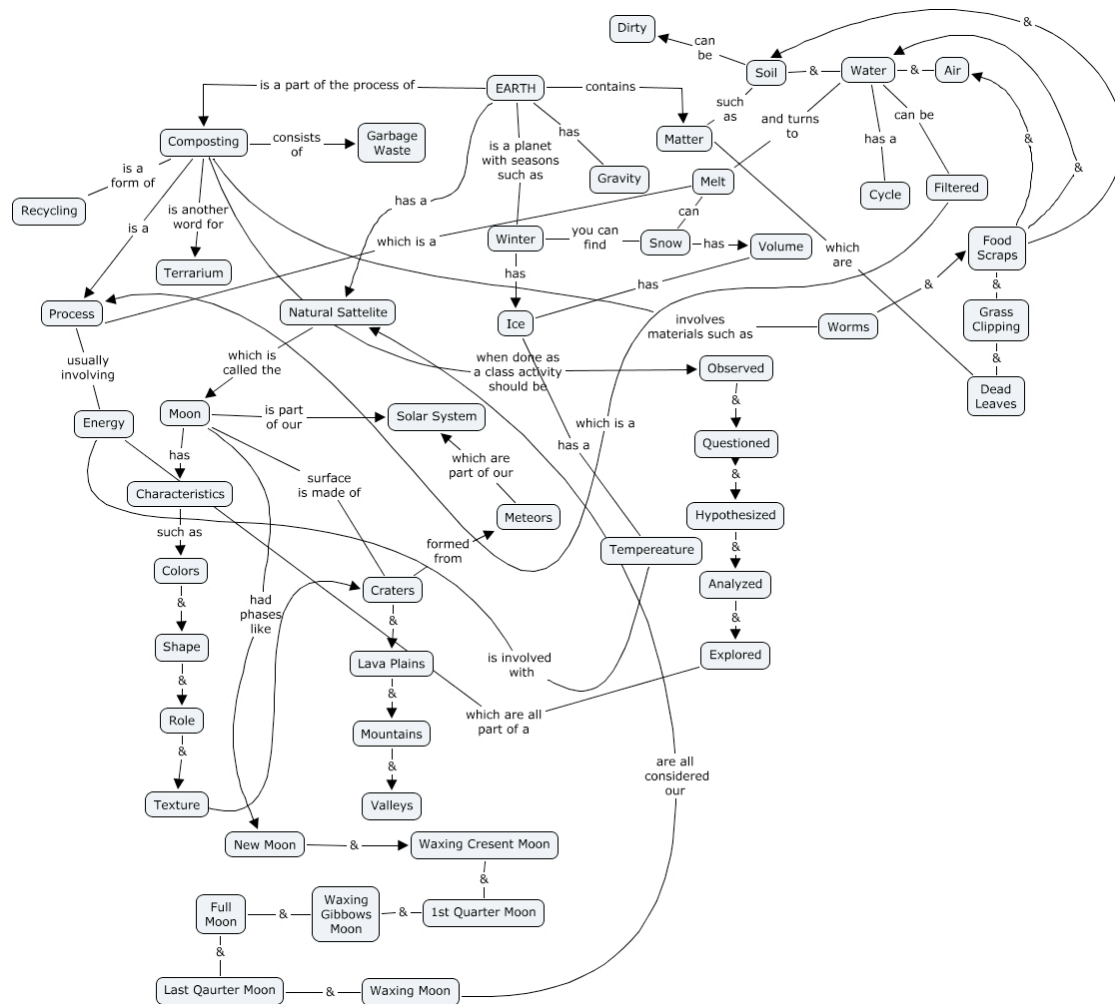 &
Dirty
can
be
Soil
&
Water
&
Air
is a part of the process of
EARTH
contains
such
as
and turns
to
can be
&
Composting
consists
of
Garbage
Waste
has
Matter
has a
&
is a planet
with seasons
such as
is a
form of
Gravity
Melt
Cycle
Filtered
has a
Recycling
is another
word for
can
is a
which is a
Winter
you can
find
Snow
has
Volume
which
are
Food
Scraps
Terrarium
has
has
&
&
Process
Natural Sattelite
Ice
involves
materials such as
Worms
Grass
Clipping
usually
involving
which is
called the
when done as
a class activity
should be
Observed
&
Dead
Leaves
&
Energy
Moon
is part
of our
Solar System
which is a
has a
Questioned
has
which are
part of our
surface
is made of
&
Characteristics
Meteors
Hypothesized
such as
formed
from
Tempereature
&
Colors
Craters
Analyzed
&
had
phases
like
&
&
Shape
Lava Plains
is involved
with
Explored
&
&
Role
Mountains
which are all
part of a
&
&
are all
considered
our
Texture
Valleys
New Moon
&
Waxing Cresent Moon
&
Full
Moon
&
Waxing
Gibbows
Moon
&
1st Quarter Moon
&
Last Qaurter Moon
&
Waxing Moon